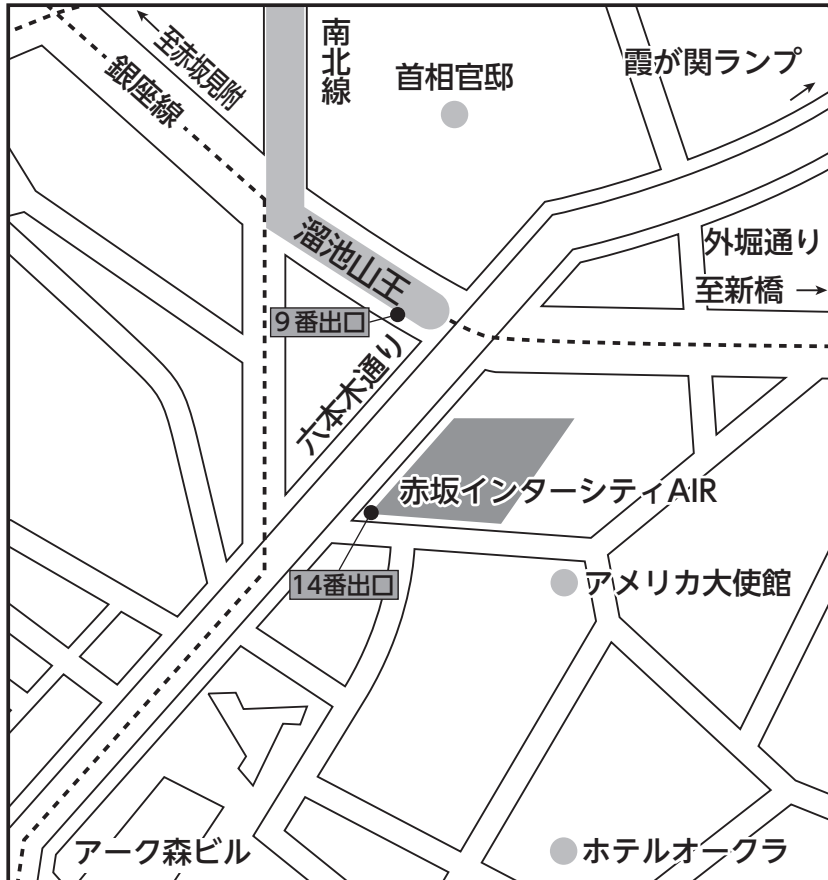 至赤坂見附
銀座線
南北線
首相官邸
霞が関ランプ
外堀通り
至新橋
溜池山王
9番出口
六本木通り
赤坂インターシティAIR
14番出口
アメリカ大使館
アーク森ビル
ホテルオークラ